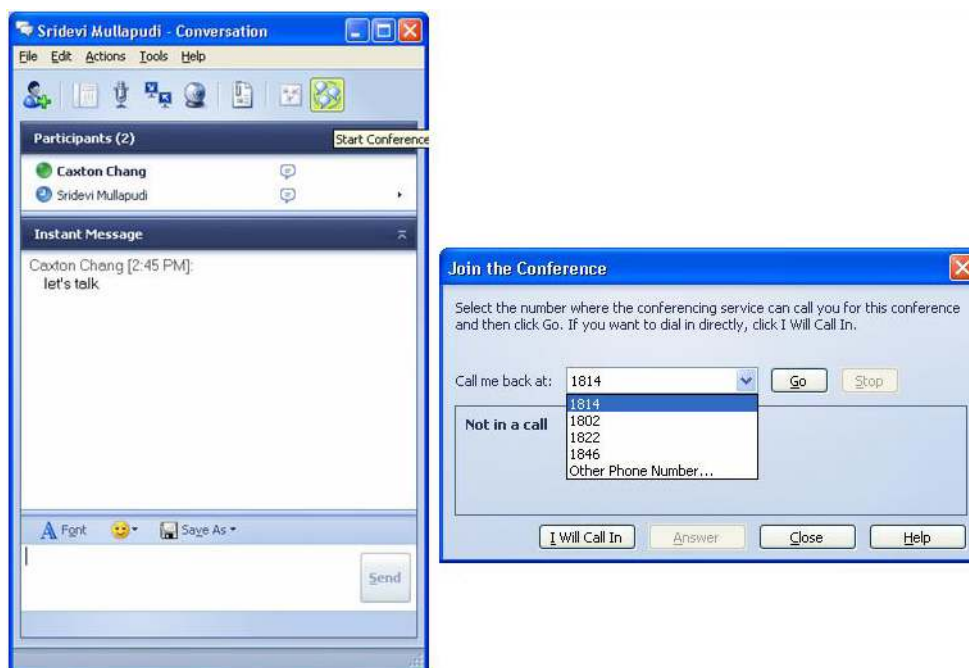 Sridevi Mullapudi - Conversation
File Edit Actions Tools Help
Start Conference
Participants (2)
Caxton Chang
Sridevi Mullapudi
Instant Message
Caxton Chang [2:45 PM]:
let's talk
Font Save As
Send
Join the Conference
Select the number where the conferencing service can call you for this conference
and then click Go. If you want to dial in directly, click I Will Call In.
Call me back at: 1814 Go Stop
Not in a call
1814
1802
1822
1846
Other Phone Number...
I Will Call In Answer Close Help